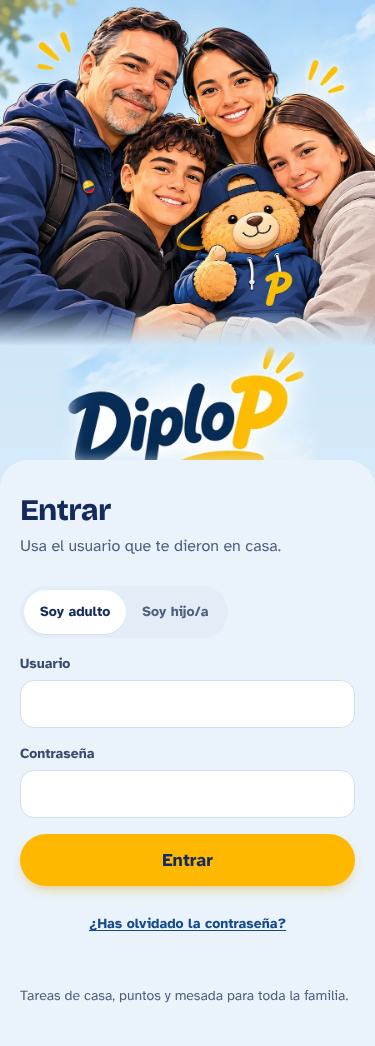 P
DiploP
Entrar
Usa el usuario que te dieron en casa.
Soy adulto
Soy hijo/a
Usuario
Contraseña
Entrar
¿Has olvidado la contraseña?
Tareas de casa, puntos y mesada para toda la familia.